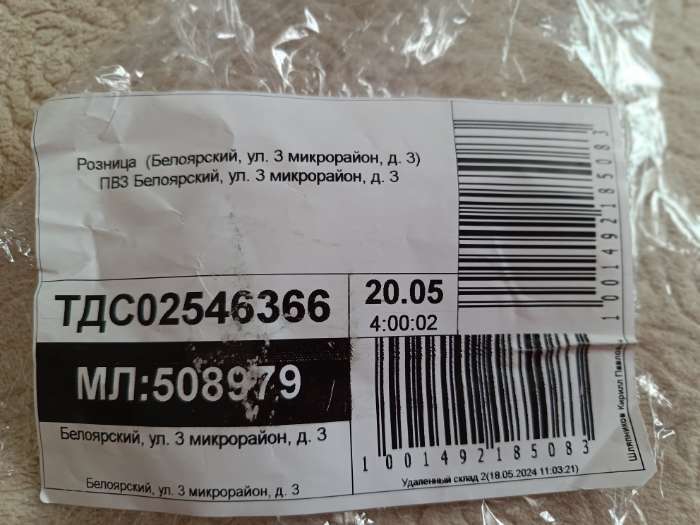 Розница (Белоярский, ул. 3 микрорайон, д. 3)
ПВЗ Белоярский, ул. 3 микрорайон, д. 3
1001492185083
ТДС02546366
20.05
4:00:02
МЛ:508979
Белоярский, ул. 3 микрорайон, д. 3
Белоярский, ул. 3 микрорайон, д. 3
1001492185083
Удаленный склад 2(18.05.2024 11:03:21)
Шляпников Кирилл